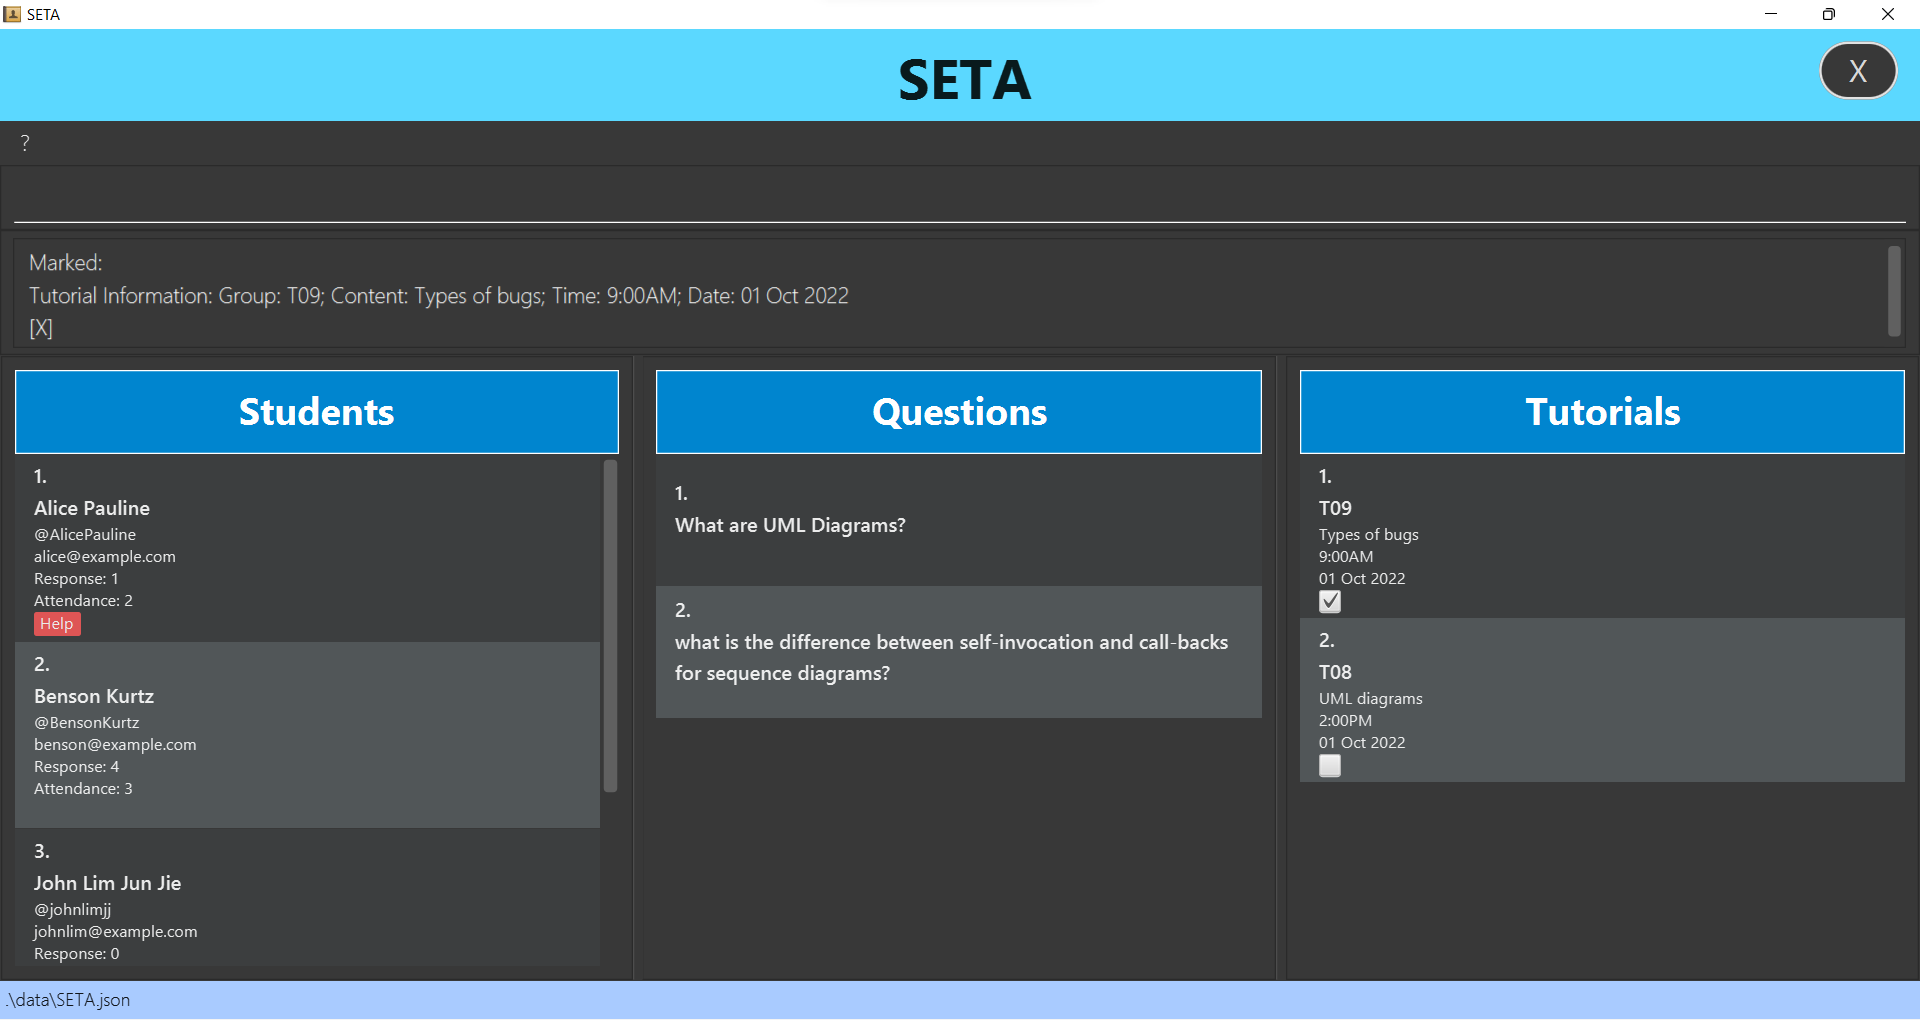 SETA
SETA
X
?
Marked:
Tutorial Information: Group: T09; Content: Types of bugs; Time: 9:00AM; Date: 01 Oct 2022
[X]
Students
1.
Alice Pauline
@AlicePauline
alice@example.com
Response: 1
Attendance: 2
Help
2.
Benson Kurtz
@BensonKurtz
benson@example.com
Response: 4
Attendance: 3
3.
John Lim Jun Jie
@johnlimjj
johnlim@example.com
Response: 0
Questions
1.
What are UML Diagrams?
2.
what is the difference between self-invocation and call-backs
for sequence diagrams?
Tutorials
1.
T09
Types of bugs
9:00AM
01 Oct 2022
2.
T08
UML diagrams
2:00PM
01 Oct 2022
.\data\SETA.json